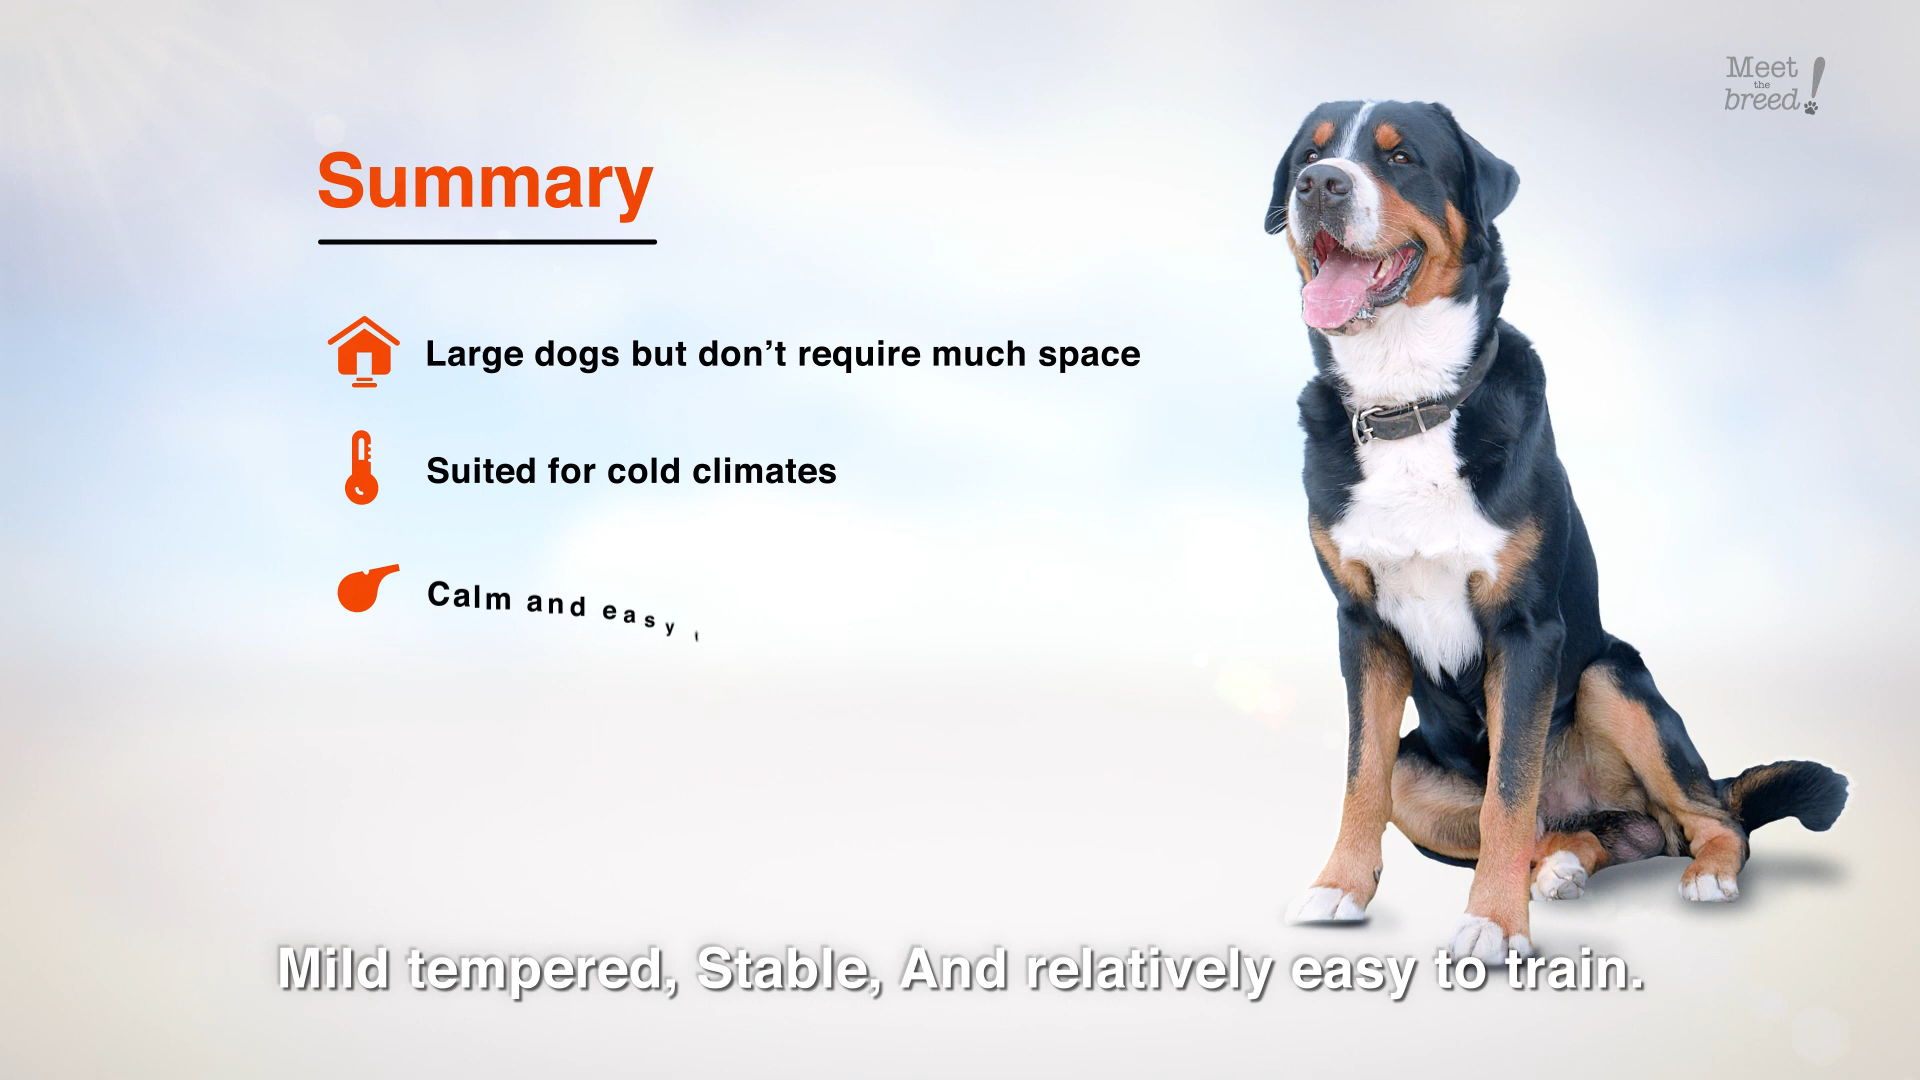 Meet
the
breed!
Summary
Large dogs but don’t require much space
Suited for cold climates
Calm and easy
Mild tempered, Stable, And relatively easy to train.